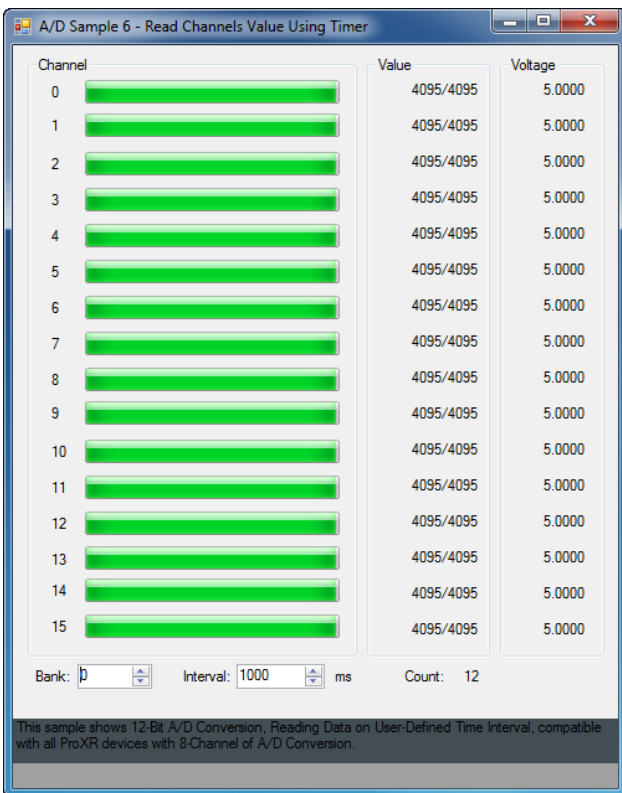 A/D Sample 6 - Read Channels Value Using Timer
Channel Value Voltage
0 4095/4095 5.0000
1 4095/4095 5.0000
2 4095/4095 5.0000
3 4095/4095 5.0000
4 4095/4095 5.0000
5 4095/4095 5.0000
6 4095/4095 5.0000
7 4095/4095 5.0000
8 4095/4095 5.0000
9 4095/4095 5.0000
10 4095/4095 5.0000
11 4095/4095 5.0000
12 4095/4095 5.0000
13 4095/4095 5.0000
14 4095/4095 5.0000
15 4095/4095 5.0000
Bank: 0 Interval: 1000 ms Count: 12
This sample shows 12-Bit A/D Conversion, Reading Data on User-Defined Time Interval, compatible
with all ProXR devices with 8-Channel of A/D Conversion.